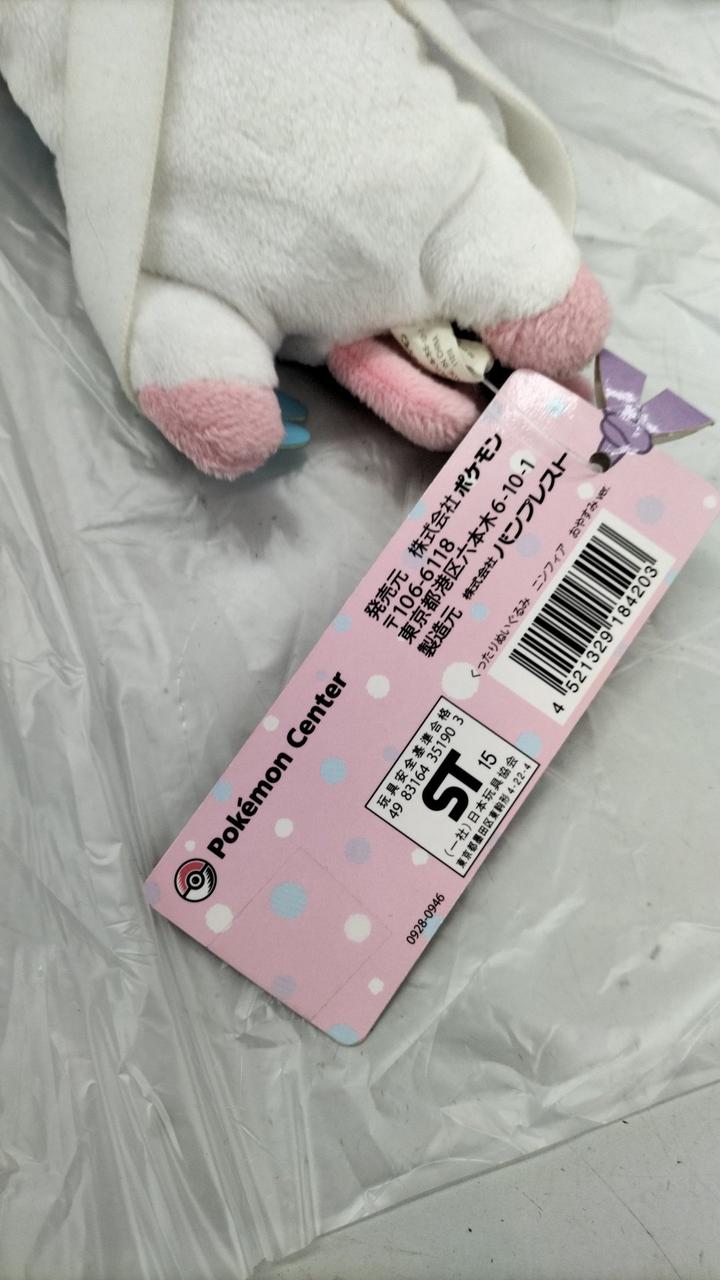 発売元 株式会社 ポケモン
〒106-6118
東京都港区六本木6-10-1
製造元 株式会社 バンプレスト
くったりぬいぐるみ ニンフィア おやすみver.
4 521329 184203
Pokémon Center
玩具安全基準合格
49 83164 35190 3
ST 15
(一社)日本玩具協会
東京都墨田区東駒形4-22-4
0928-0946